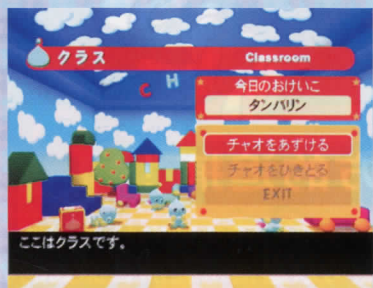 クラス
Classroom
今日のおけいこ
タンバリン
チャオをあずける
チャオをひきとる
EXIT
C
H
ここはクラスです。